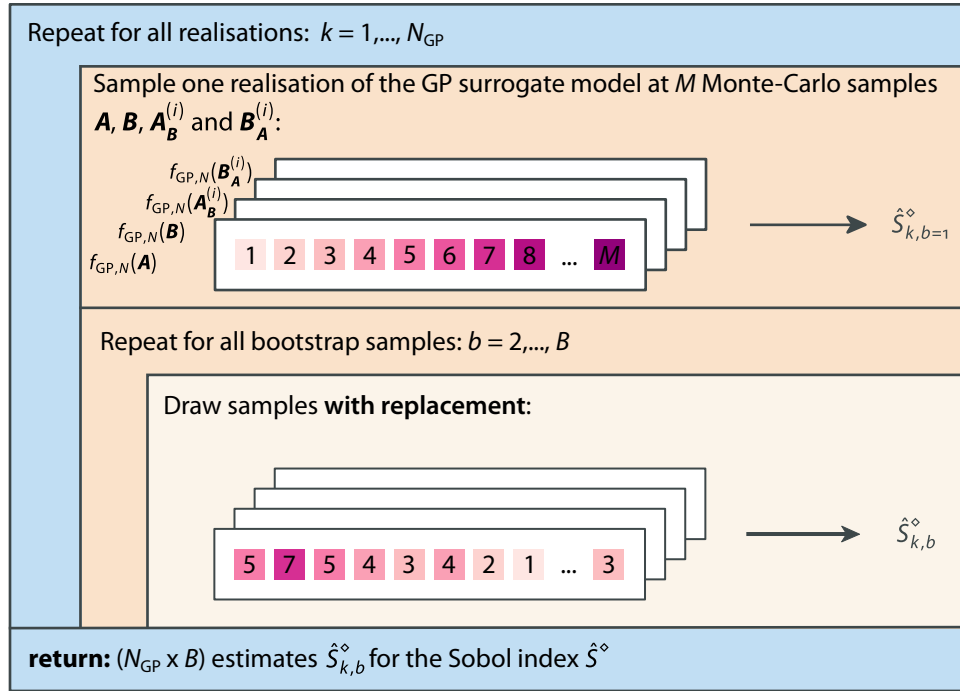 Repeat for all realisations: k = 1,..., N_GP
Sample one realisation of the GP surrogate model at M Monte-Carlo samples
A, B, A_B^(i) and B_A^(i):
f_GP,N(B_A^(i))
f_GP,N(A_B^(i))
f_GP,N(B)
f_GP,N(A)
1 2 3 4 5 6 7 8 ... M
Ŝ^⋄_k,b=1
Repeat for all bootstrap samples: b = 2,..., B
Draw samples with replacement:
5 7 5 4 3 4 2 1 ... 3
Ŝ^⋄_k,b
return: (N_GP x B) estimates Ŝ^⋄_k,b for the Sobol index Ŝ^⋄